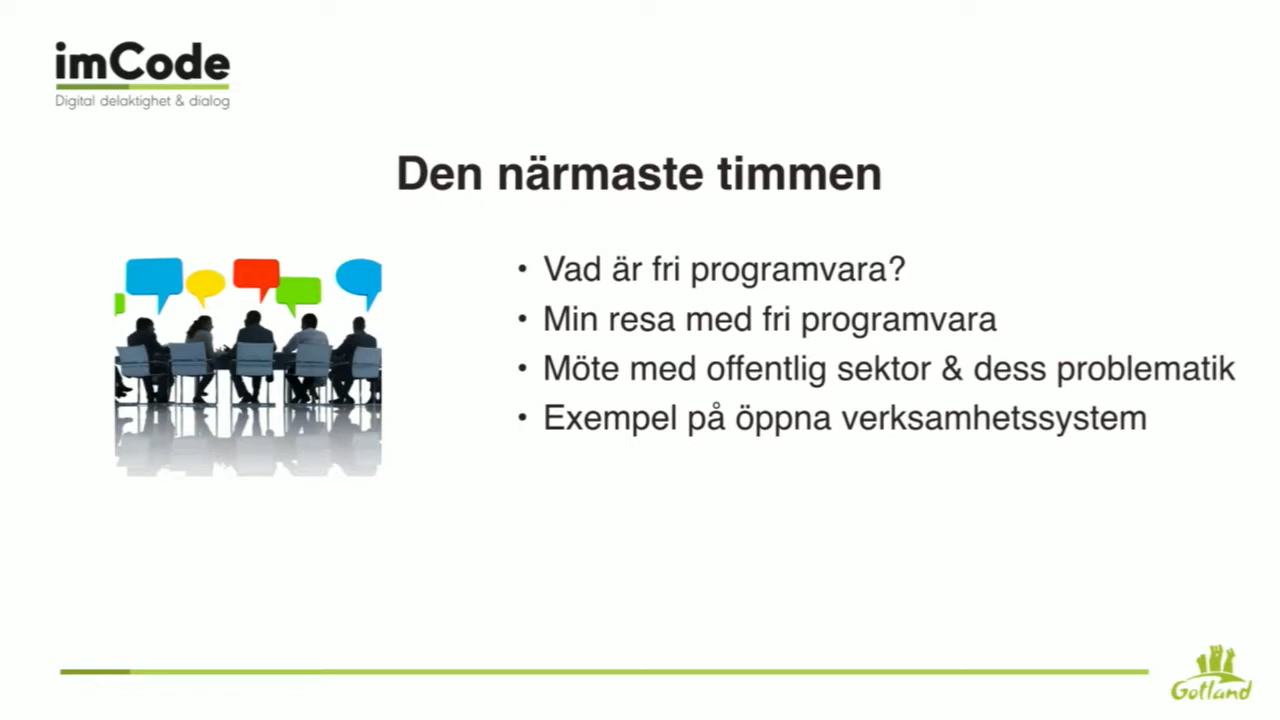 imCode
Digital delaktighet & dialog
Den närmaste timmen
• Vad är fri programvara?
• Min resa med fri programvara
• Möte med offentlig sektor & dess problematik
• Exempel på öppna verksamhetssystem
Gotland